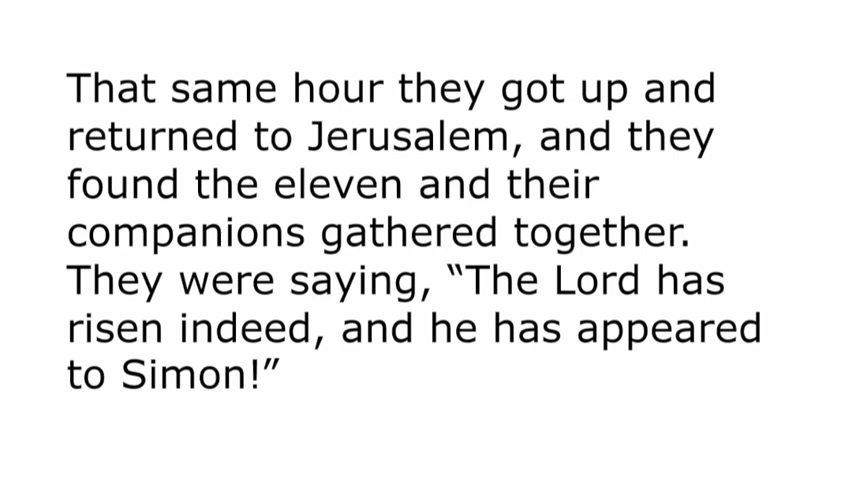 That same hour they got up and
returned to Jerusalem, and they
found the eleven and their
companions gathered together.
They were saying, “The Lord has
risen indeed, and he has appeared
to Simon!”